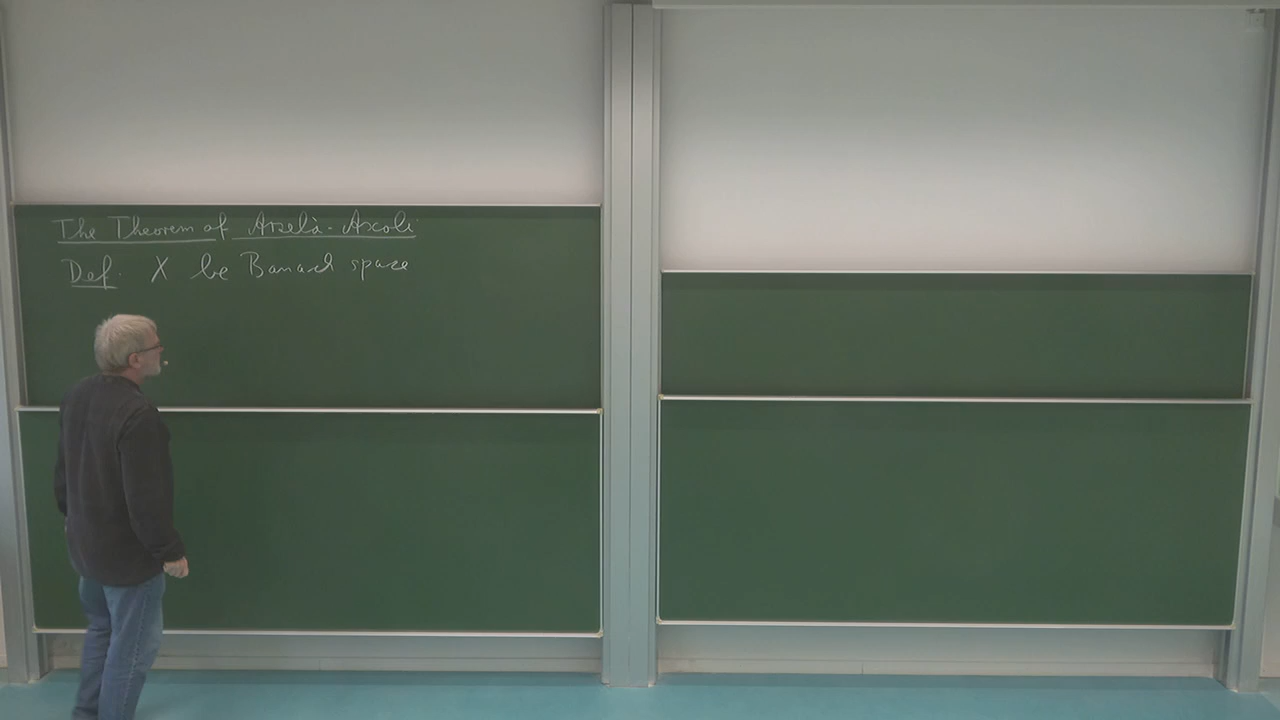 The Theorem of Arzelà-Ascoli
Def. X be Banach space